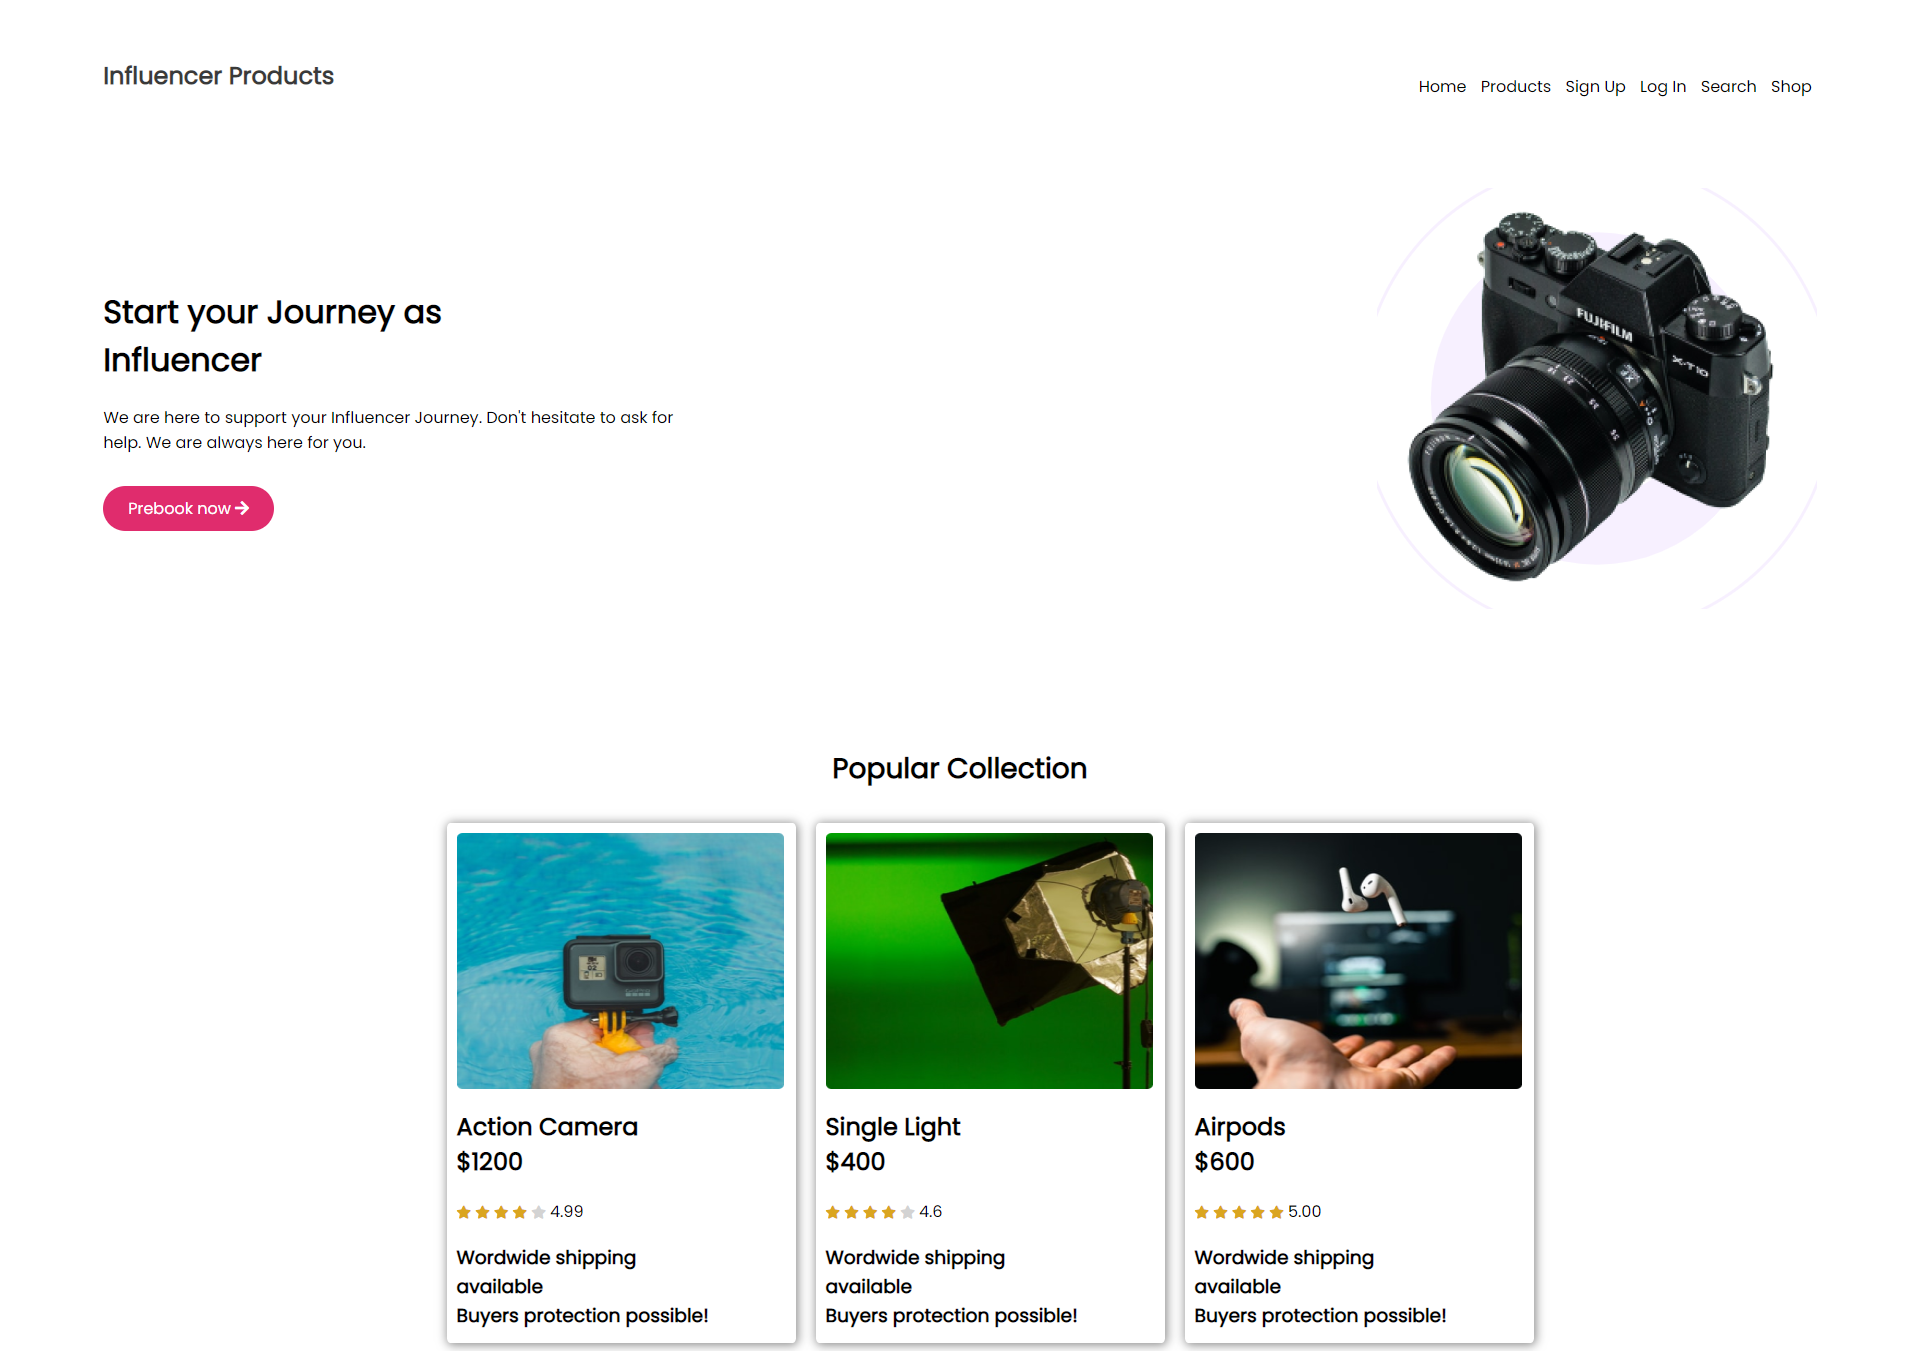 Influencer Products
Home Products Sign Up Log In Search Shop
Start your Journey as
Influencer
We are here to support your Influencer Journey. Don't hesitate to ask for
help. We are always here for you.
Prebook now
FUJIFILM
X-T10
Popular Collection
Action Camera
$1200
4.99
Wordwide shipping
available
Buyers protection possible!
Single Light
$400
4.6
Wordwide shipping
available
Buyers protection possible!
Airpods
$600
5.00
Wordwide shipping
available
Buyers protection possible!